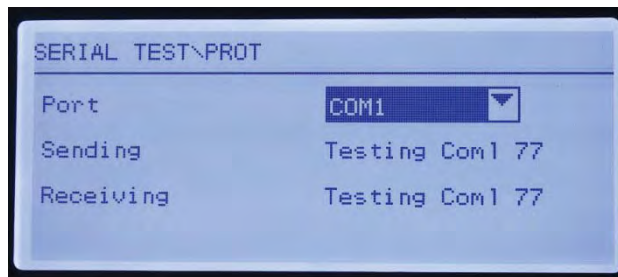 SERIAL TEST\PROT
Port COM1
Sending Testing Com1 77
Receiving Testing Com1 77